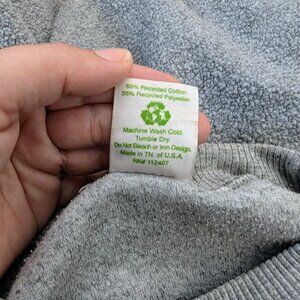 65% Recycled Cotton
35% Recycled Polyester
Machine Wash Cold
Tumble Dry.
Do Not Bleach or Iron Design.
Made in TN. of U.S.A.
RN# 112407